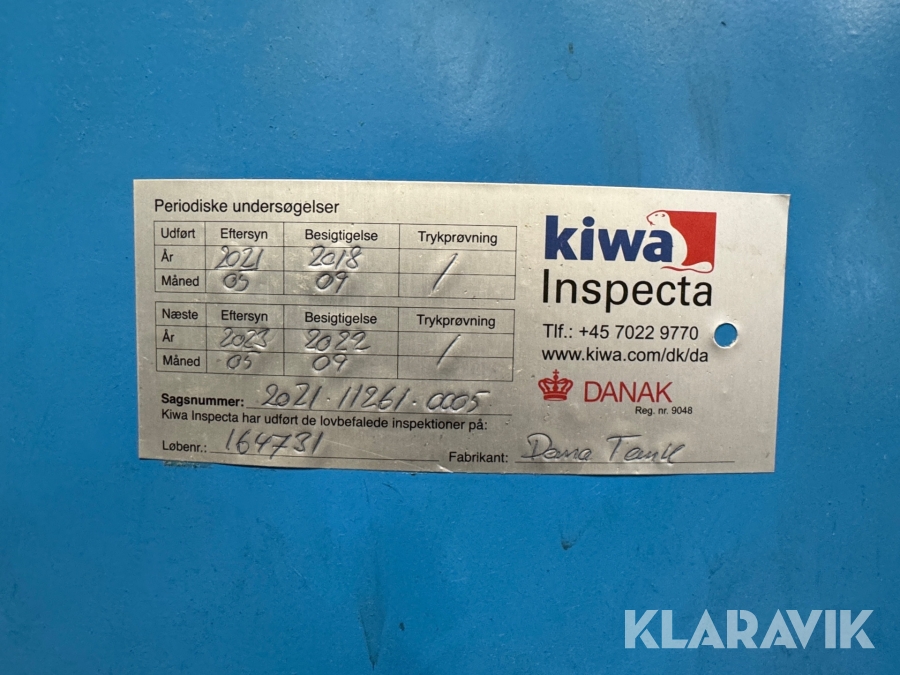 Periodiske undersøgelser
Udført Eftersyn Besigtigelse Trykprøvning
År 2021 2018 /
Måned 05 09
Næste Eftersyn Besigtigelse Trykprøvning
År 2023 2022 /
Måned 05 09
Sagsnummer: 2021.11261.0005
Kiwa Inspecta har udført de lovbefalede inspektioner på:
Løbenr.: 164731
Fabrikant: Dana Tank
kiwa
Inspecta
Tlf.: +45 7022 9770
www.kiwa.com/dk/da
DANAK
Reg. nr. 9048
KLARAVIK